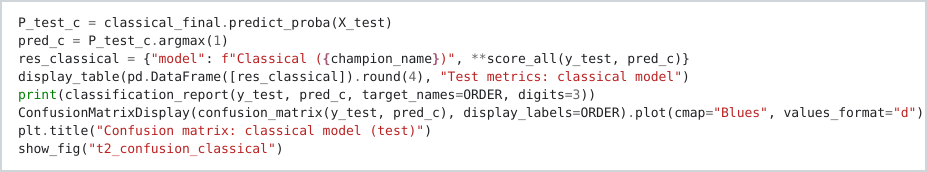 P_test_c = classical_final.predict_proba(X_test)
pred_c = P_test_c.argmax(1)
res_classical = {"model": f"Classical ({champion_name})", **score_all(y_test, pred_c)}
display_table(pd.DataFrame([res_classical]).round(4), "Test metrics: classical model")
print(classification_report(y_test, pred_c, target_names=ORDER, digits=3))
ConfusionMatrixDisplay(confusion_matrix(y_test, pred_c), display_labels=ORDER).plot(cmap="Blues", values_format="d")
plt.title("Confusion matrix: classical model (test)")
show_fig("t2_confusion_classical")